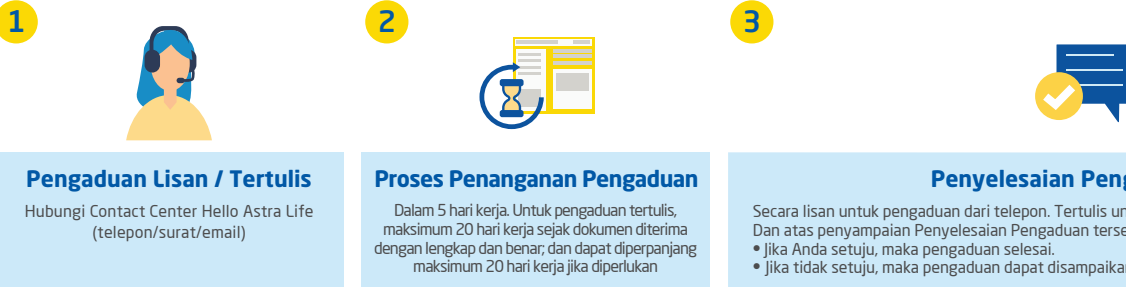 1
2
3
Pengaduan Lisan / Tertulis
Hubungi Contact Center Hello Astra Life
(telepon/surat/email)
Proses Penanganan Pengaduan
Dalam 5 hari kerja. Untuk pengaduan tertulis,
maksimum 20 hari kerja sejak dokumen diterima
dengan lengkap dan benar; dan dapat diperpanjang
maksimum 20 hari kerja jika diperlukan
Penyelesaian
Secara lisan untuk pengaduan dari telepon. Tertulis
Dan atas penyampaian Penyelesaian Pengaduan
• Jika Anda setuju, maka pengaduan selesai.
• Jika tidak setuju, maka pengaduan dapat